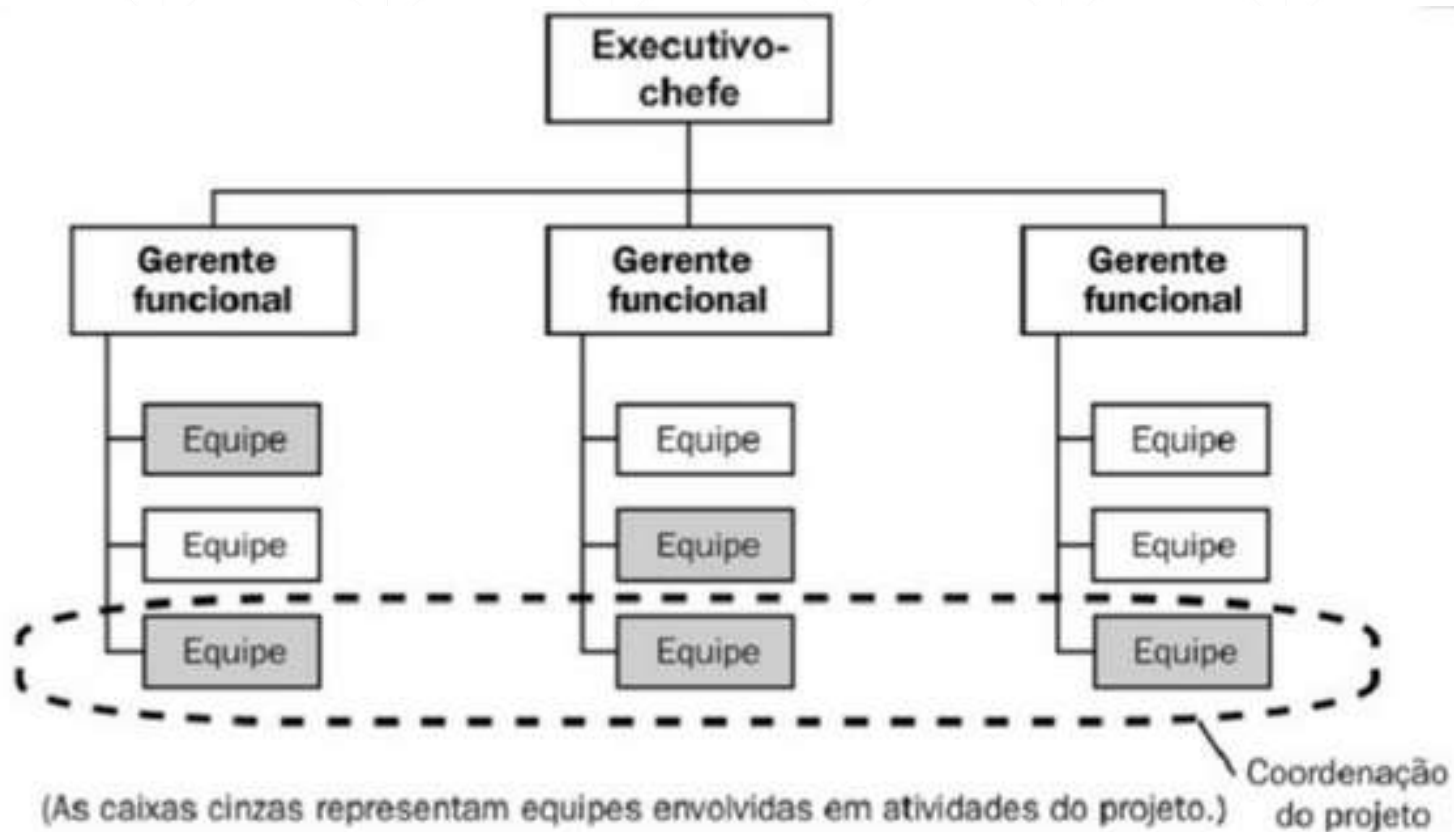 Executivo-
chefe
Gerente
funcional
Gerente
funcional
Gerente
funcional
Equipe
Equipe
Equipe
Equipe
Equipe
Equipe
Equipe
Equipe
Equipe
Coordenação
do projeto
(As caixas cinzas representam equipes envolvidas em atividades do projeto.)